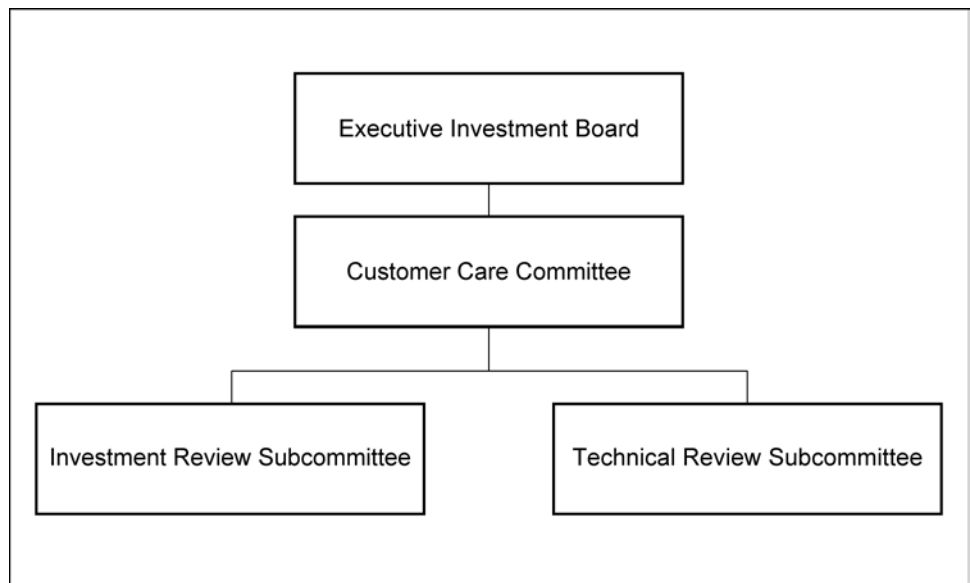 Executive Investment Board
Customer Care Committee
Investment Review Subcommittee
Technical Review Subcommittee